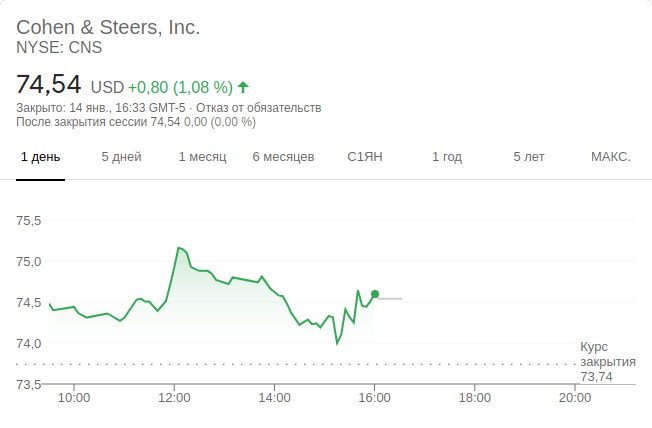 Cohen & Steers, Inc.
NYSE: CNS
74,54 USD +0,80 (1,08 %)
Закрыто: 14 янв., 16:33 GMT-5 · Отказ от обязательств
После закрытия сессии 74,54 0,00 (0,00 %)
1 день 5 дней 1 месяц 6 месяцев С1ЯН 1 год 5 лет МАКС.
75,5
75,0
74,5
74,0
Курс
закрытия
73,74
73,5
10:00 12:00 14:00 16:00 18:00 20:00